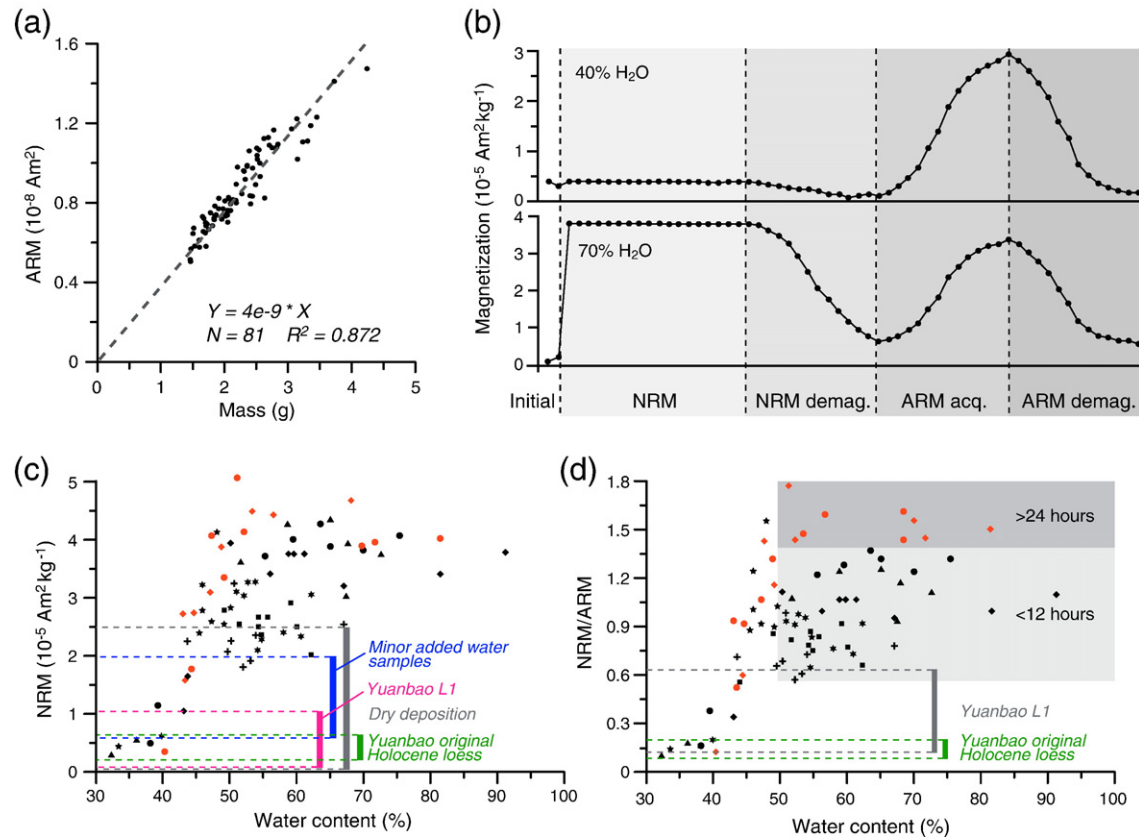 (a)
1.6
1.2
0.8
0.4
0
ARM (10⁻⁸ Am²)
Y = 4e-9 * X
N = 81 R² = 0.872
0 1 2 3 4 5
Mass (g)
(b)
3
2
1
0
4
3
2
1
0
Magnetization (10⁻⁵ Am²kg⁻¹)
40% H₂O
70% H₂O
Initial NRM NRM demag. ARM acq. ARM demag.
(c)
5
4
3
2
1
0
NRM (10⁻⁵ Am²kg⁻¹)
Minor added water
samples
Yuanbao L1
Dry deposition
Yuanbao original
Holocene loess
30 40 50 60 70 80 90 100
Water content (%)
(d)
1.8
1.5
1.2
0.9
0.6
0.3
0
NRM/ARM
>24 hours
<12 hours
Yuanbao L1
Yuanbao original
Holocene loess
30 40 50 60 70 80 90 100
Water content (%)